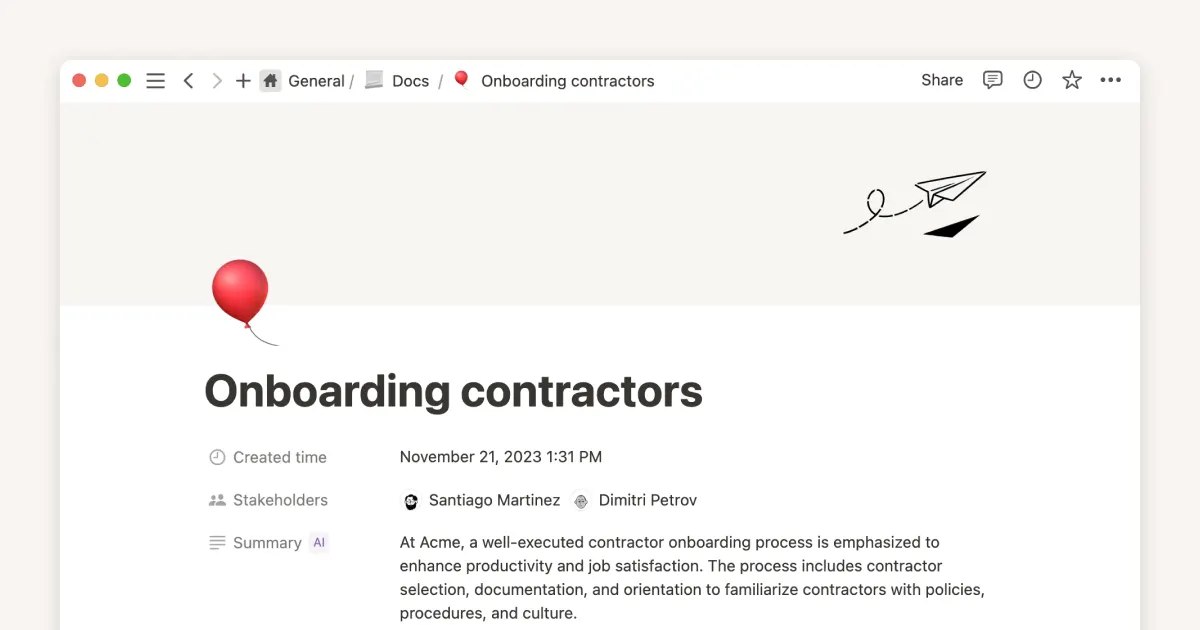 General / Docs / Onboarding contractors Share
Onboarding contractors
Created time November 21, 2023 1:31 PM
Stakeholders Santiago Martinez Dimitri Petrov
Summary AI At Acme, a well-executed contractor onboarding process is emphasized to
enhance productivity and job satisfaction. The process includes contractor
selection, documentation, and orientation to familiarize contractors with policies,
procedures, and culture.